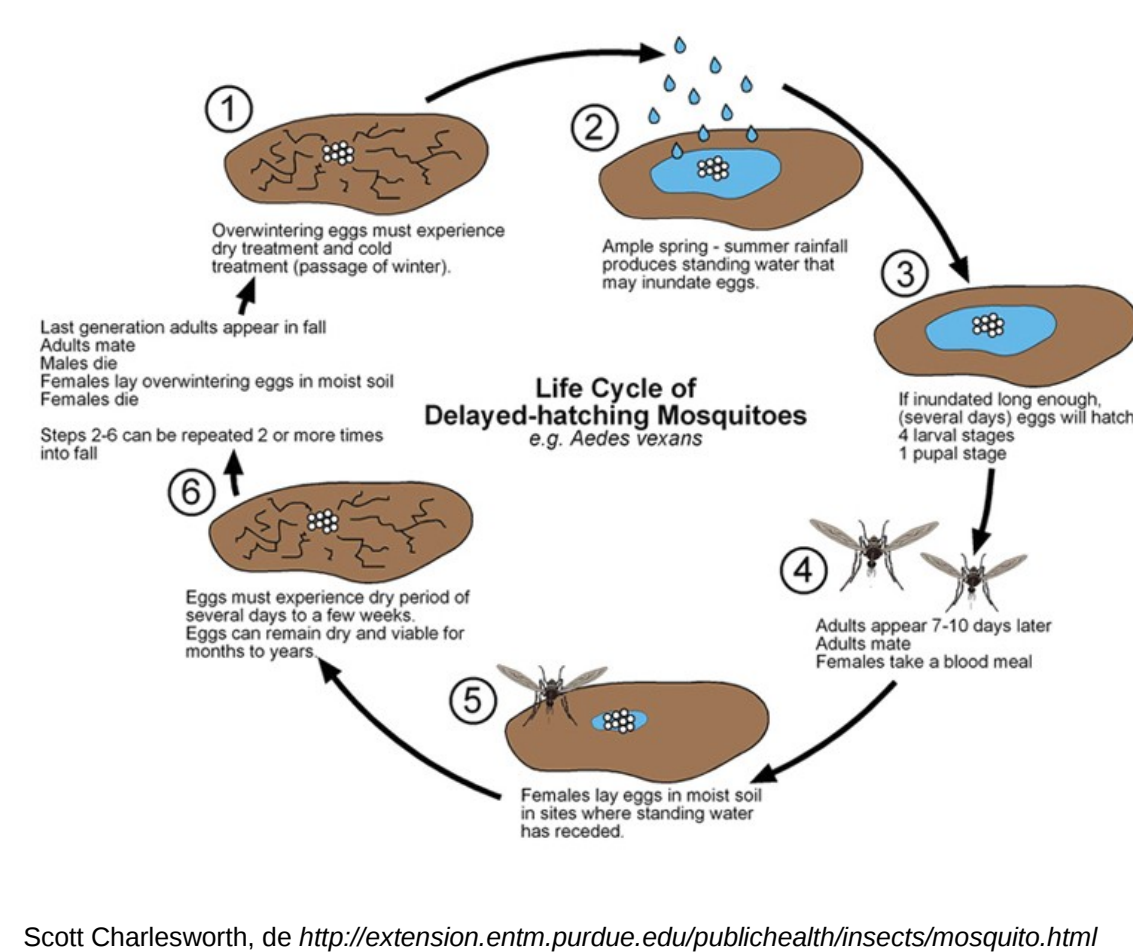 1
Overwintering eggs must experience
dry treatment and cold
treatment (passage of winter).
2
Ample spring - summer rainfall
produces standing water that
may inundate eggs.
3
If inundated long enough,
(several days) eggs will hatch
4 larval stages
1 pupal stage
Life Cycle of
Delayed-hatching Mosquitoes
e.g. Aedes vexans
4
Adults appear 7-10 days later
Adults mate
Females take a blood meal
5
Females lay eggs in moist soil
in sites where standing water
has receded.
6
Eggs must experience dry period of
several days to a few weeks.
Eggs can remain dry and viable for
months to years.
Last generation adults appear in fall
Adults mate
Males die
Females lay overwintering eggs in moist soil
Females die
Steps 2-6 can be repeated 2 or more times
into fall
Scott Charlesworth, de http://extension.entm.purdue.edu/publichealth/insects/mosquito.html